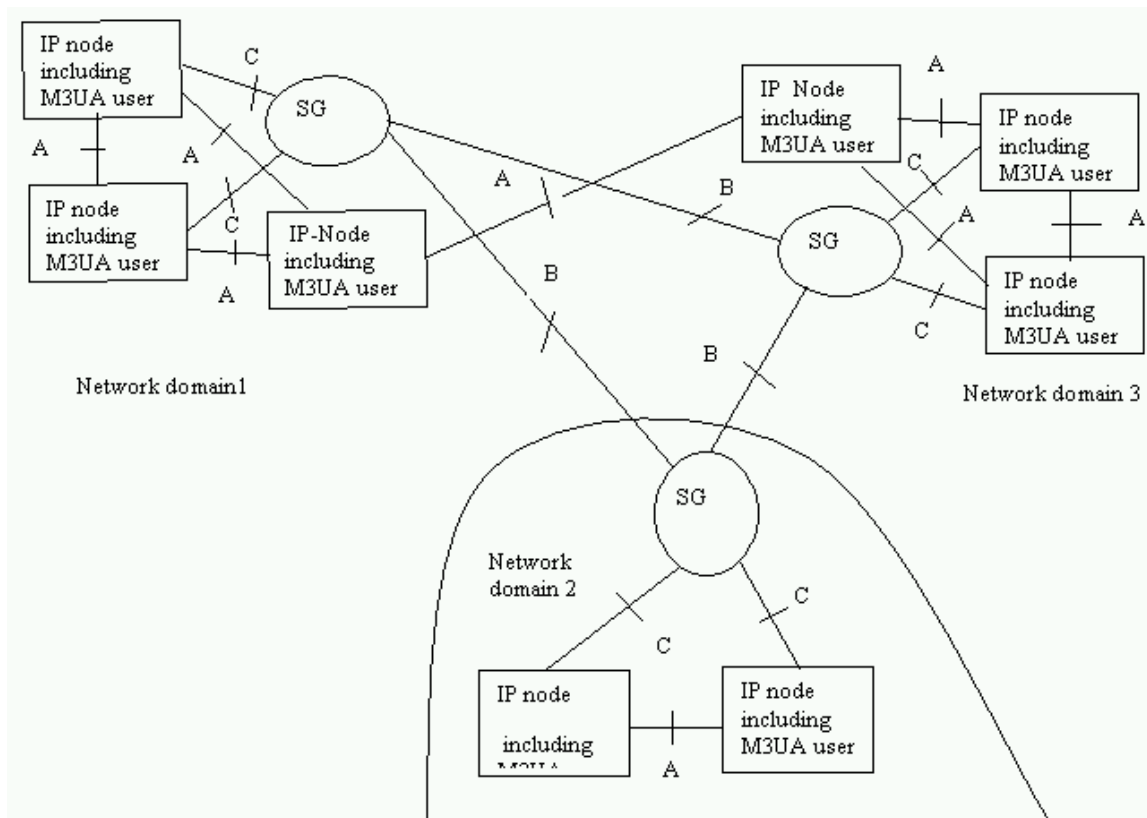 IP node
including
M3UA user
C
SG
A
A
C
IP node
including
M3UA user
A
IP-Node
including
M3UA user
A
B
B
IP Node
including
M3UA user
A
IP node
including
M3UA user
C
A
A
SG
C
IP node
including
M3UA user
B
Network domain1
Network domain 3
SG
Network
domain 2
C
C
IP node
including
A
IP node
including
M3UA user